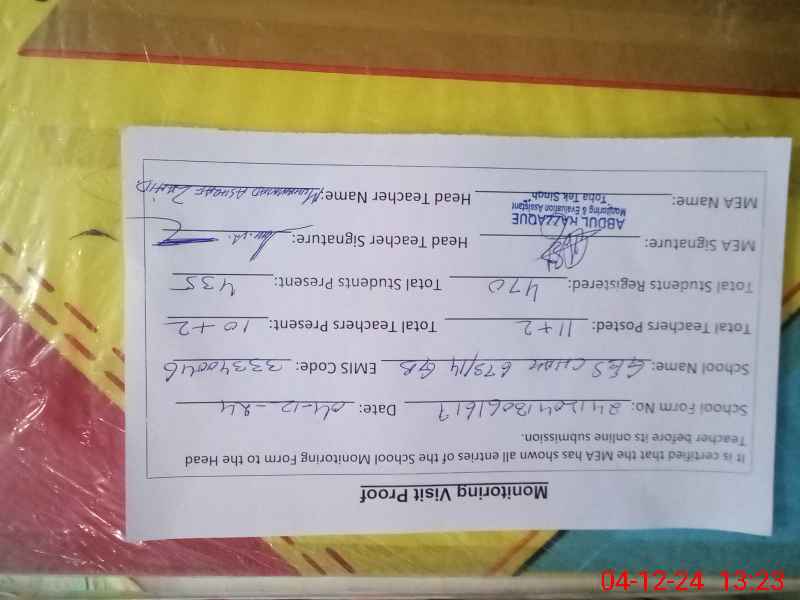 Monitoring Visit Proof
It is certified that the MEA has shown all entries of the School Monitoring Form to the Head
Teacher before its online submission.
School Form No: Date: 04-12-24
School Name: GES CHAK 673/14 GB EMIS Code: 33340046
Total Teachers Posted: 11+2 Total Teachers Present: 10+2
Total Students Registered: 470 Total Students Present: 435
MEA Signature: Head Teacher Signature:
ABDUL RAZZAQUE
Monitoring & Evaluation Assistant
Toba Tek Singh
MEA Name: Head Teacher Name: MUHAMMAD ASHRAF ZAHID
04-12-24 13:23